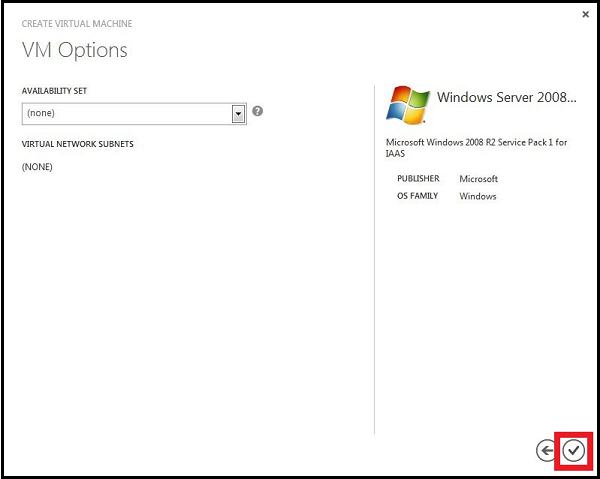 CREATE VIRTUAL MACHINE
VM Options
AVAILABILITY SET
(none)
?
VIRTUAL NETWORK SUBNETS
(NONE)
Windows Server 2008...
Microsoft Windows 2008 R2 Service Pack 1 for
IAAS
PUBLISHER Microsoft
OS FAMILY Windows